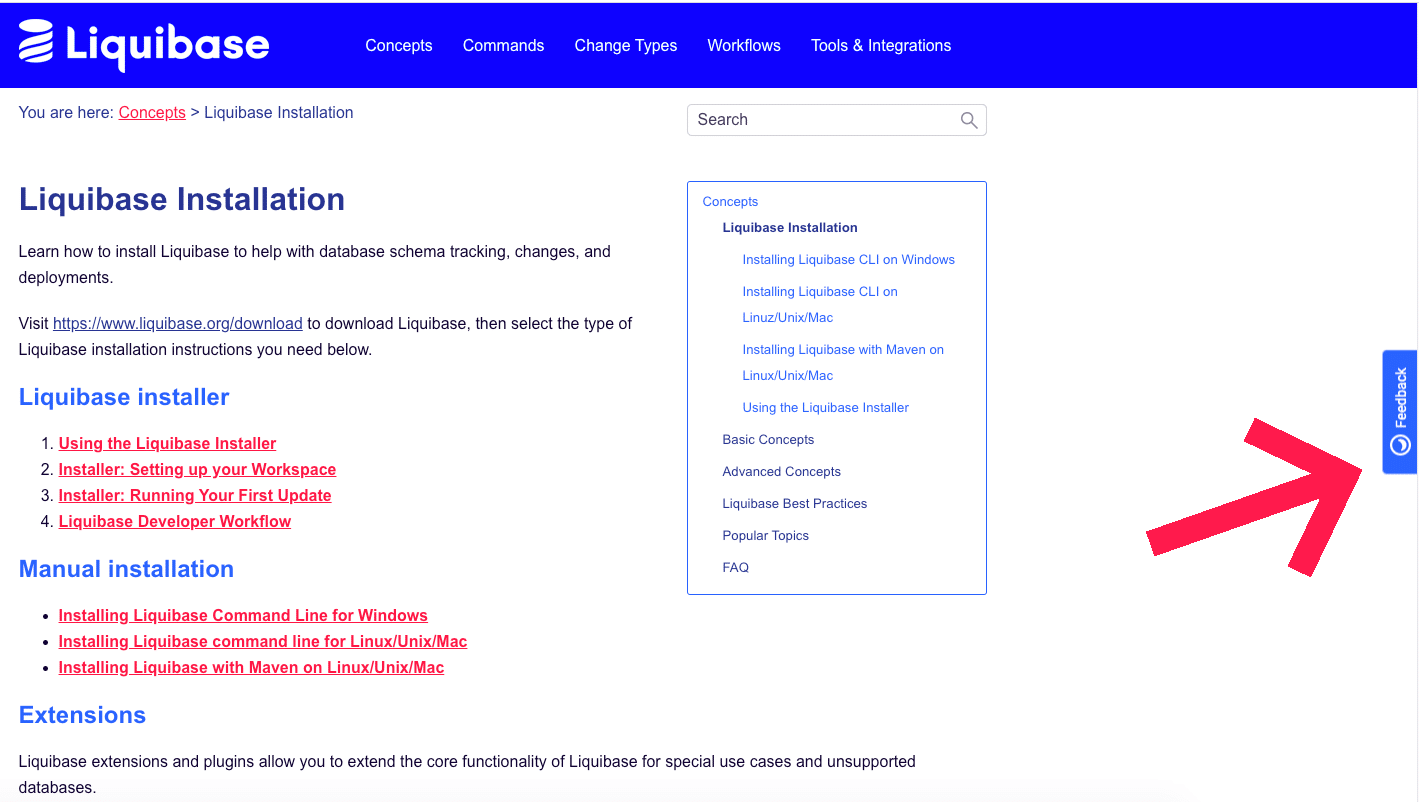 Liquibase
Concepts Commands Change Types Workflows Tools & Integrations
You are here: Concepts > Liquibase Installation
Search
Liquibase Installation
Learn how to install Liquibase to help with database schema tracking, changes, and
deployments.
Visit https://www.liquibase.org/download to download Liquibase, then select the type of
Liquibase installation instructions you need below.
Liquibase installer
1. Using the Liquibase Installer
2. Installer: Setting up your Workspace
3. Installer: Running Your First Update
4. Liquibase Developer Workflow
Manual installation
• Installing Liquibase Command Line for Windows
• Installing Liquibase command line for Linux/Unix/Mac
• Installing Liquibase with Maven on Linux/Unix/Mac
Extensions
Liquibase extensions and plugins allow you to extend the core functionality of Liquibase for special use cases and unsupported
databases.
Concepts
Liquibase Installation
Installing Liquibase CLI on Windows
Installing Liquibase CLI on
Linuz/Unix/Mac
Installing Liquibase with Maven on
Linux/Unix/Mac
Using the Liquibase Installer
Basic Concepts
Advanced Concepts
Liquibase Best Practices
Popular Topics
FAQ
Feedback